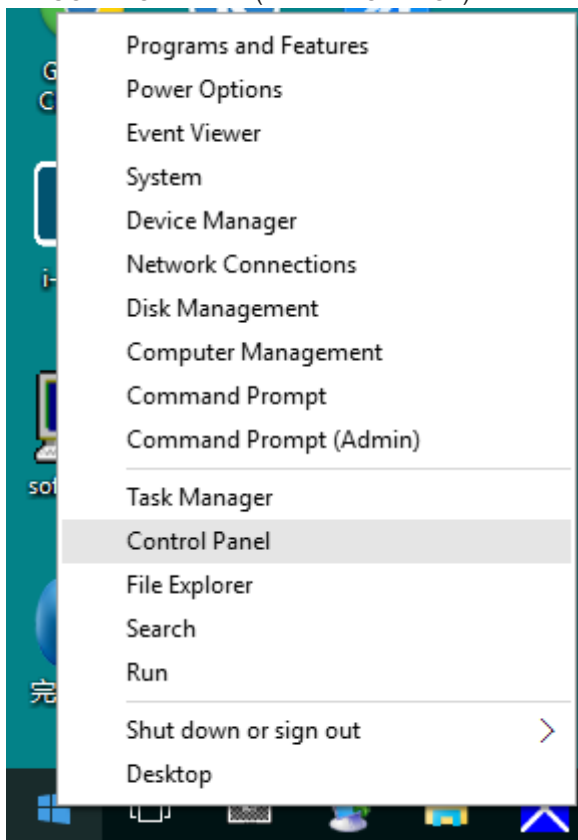 Programs and Features
Power Options
Event Viewer
System
Device Manager
Network Connections
Disk Management
Computer Management
Command Prompt
Command Prompt (Admin)
Task Manager
Control Panel
File Explorer
Search
Run
Shut down or sign out
Desktop